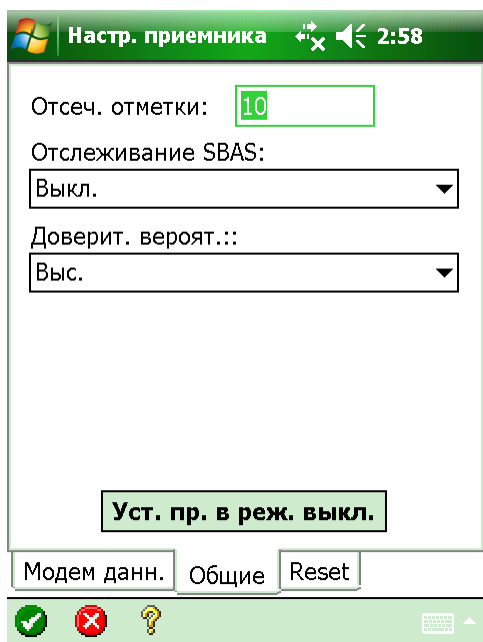 Настр. приемника 2:58
Отсеч. отметки: 10
Отслеживание SBAS:
Выкл.
Доверит. вероят.::
Выс.
Уст. пр. в реж. выкл.
Модем данн. Общие Reset